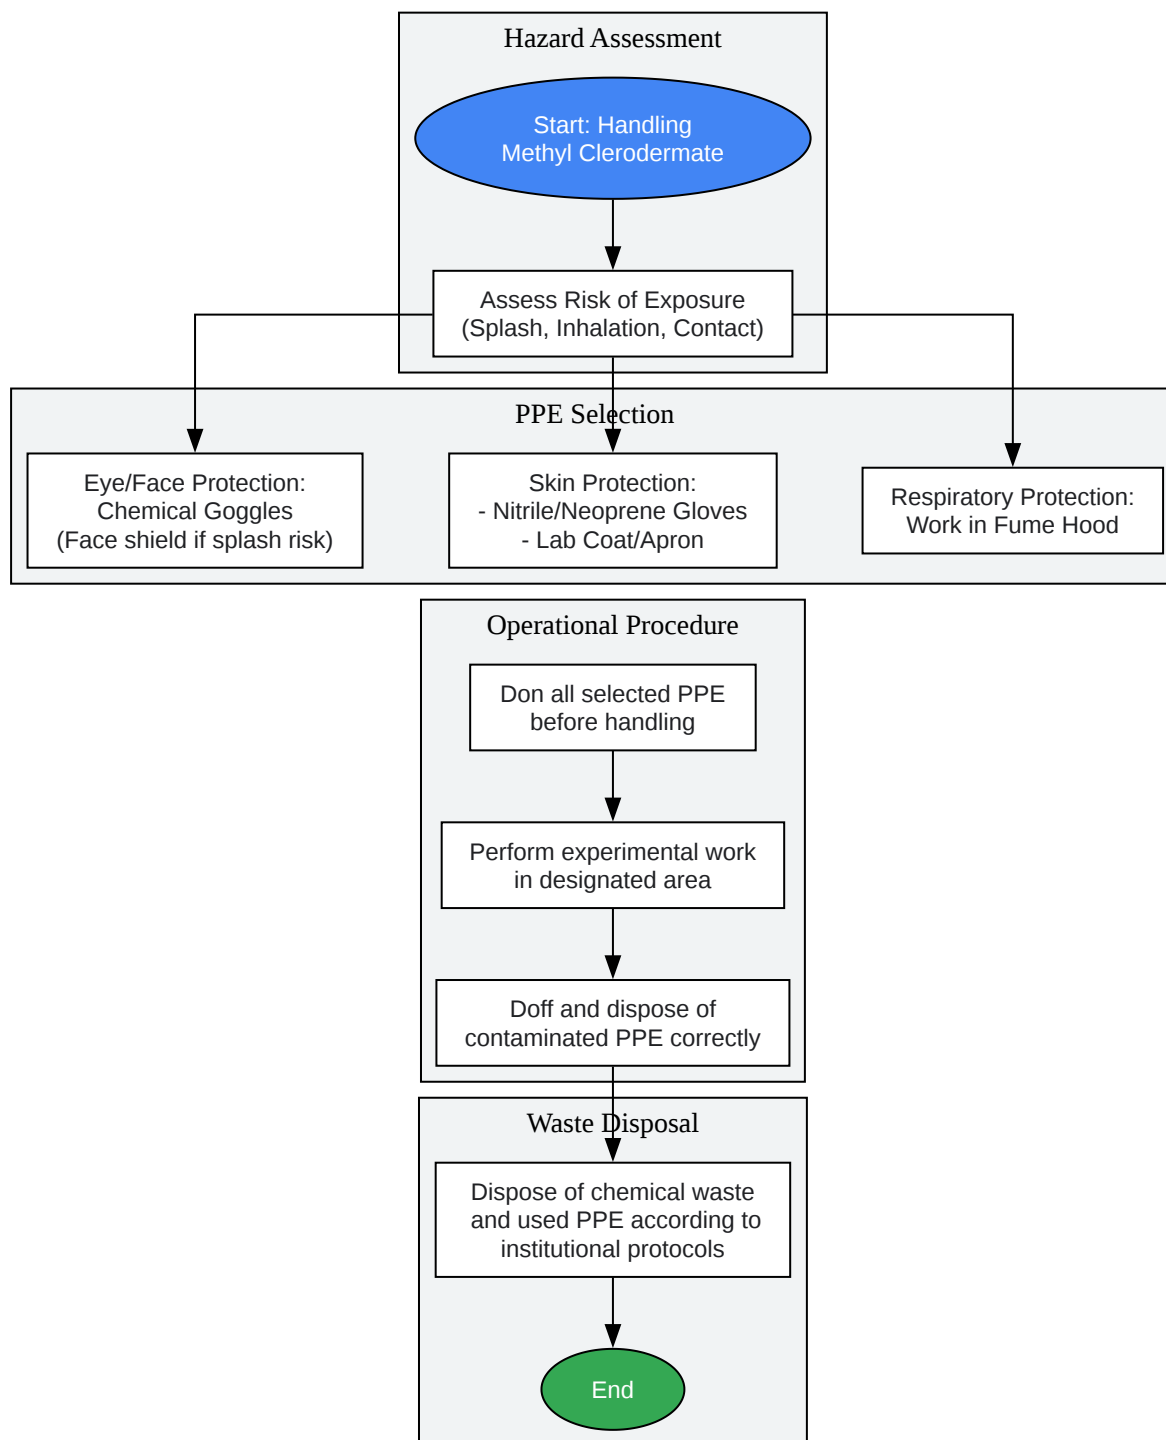 Hazard Assessment
Start: Handling
Methyl Clerodermate
Assess Risk of Exposure
(Splash, Inhalation, Contact)
PPE Selection
Eye/Face Protection:
Chemical Goggles
(Face shield if splash risk)
Skin Protection:
- Nitrile/Neoprene Gloves
- Lab Coat/Apron
Respiratory Protection:
Work in Fume Hood
Operational Procedure
Don all selected PPE
before handling
Perform experimental work
in designated area
Doff and dispose of
contaminated PPE correctly
Waste Disposal
Dispose of chemical waste
and used PPE according to
institutional protocols
End